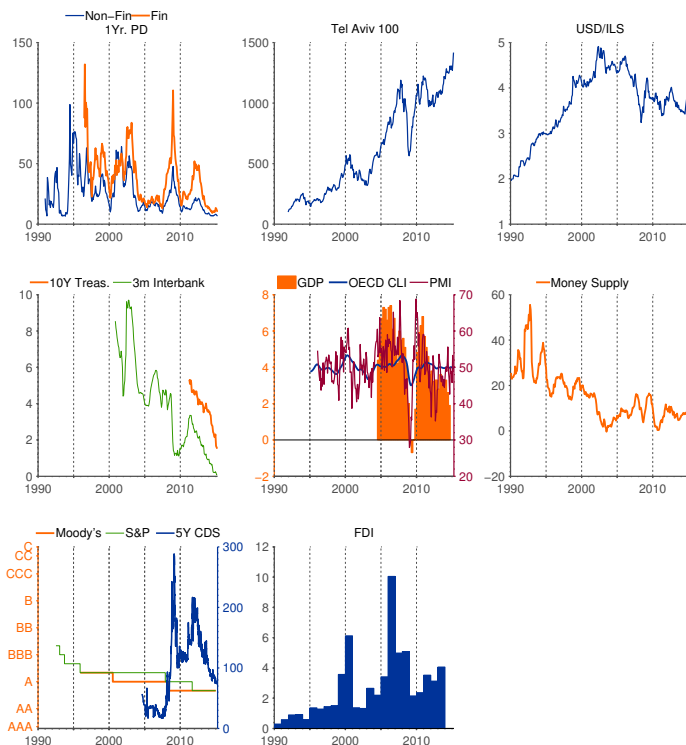 Non−Fin Fin
1Yr. PD
150
100
50
0
1990 2000 2010
Tel Aviv 100
1500
1000
500
0
1990 2000 2010
USD/ILS
5
4
3
2
1
1990 2000 2010
10Y Treas. 3m Interbank
10
8
6
4
2
0
1990 2000 2010
GDP OECD CLI PMI
8 70
6 60
4 50
2 40
0 30
−2 20
1990 2000 2010
Money Supply
60
40
20
0
−20
1990 2000 2010
Moody's S&P 5Y CDS
C 300
CC
CCC
B 200
BB
BBB 100
A
AA
AAA 0
1990 2000 2010
FDI
12
10
8
6
4
2
0
1990 2000 2010